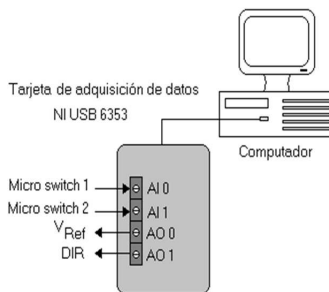 Tarjeta de adquisición de datos
NI USB 6353
Computador
Micro switch 1 AI 0
Micro switch 2 AI 1
VRef AO 0
DIR AO 1